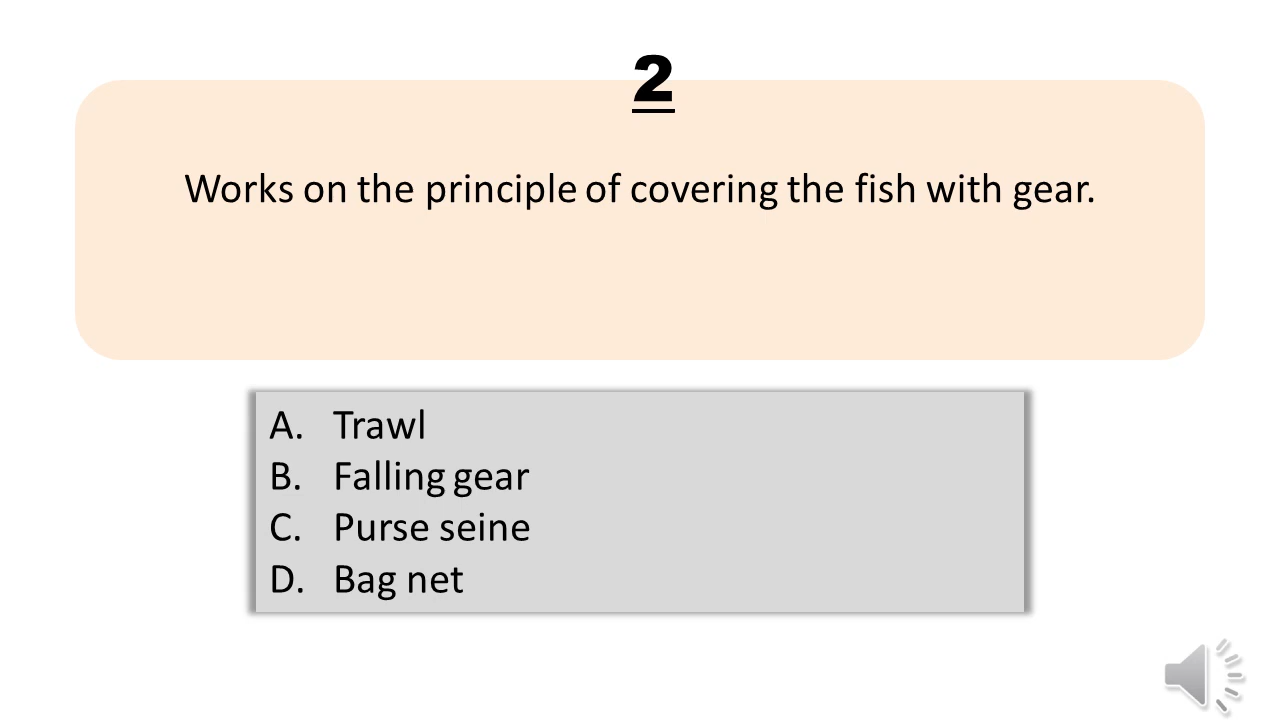 2
Works on the principle of covering the fish with gear.
A. Trawl
B. Falling gear
C. Purse seine
D. Bag net